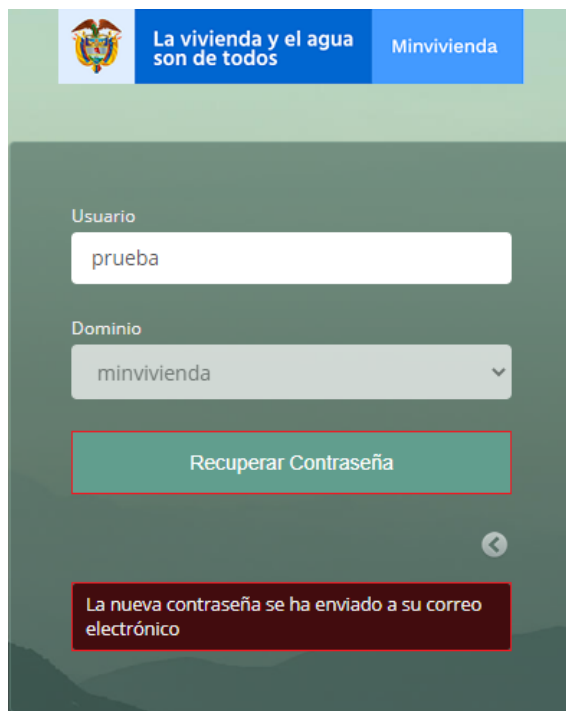 La vivienda y el agua
son de todos
Minvivienda
Usuario
prueba
Dominio
minvivienda
Recuperar Contraseña
La nueva contraseña se ha enviado a su correo
electrónico